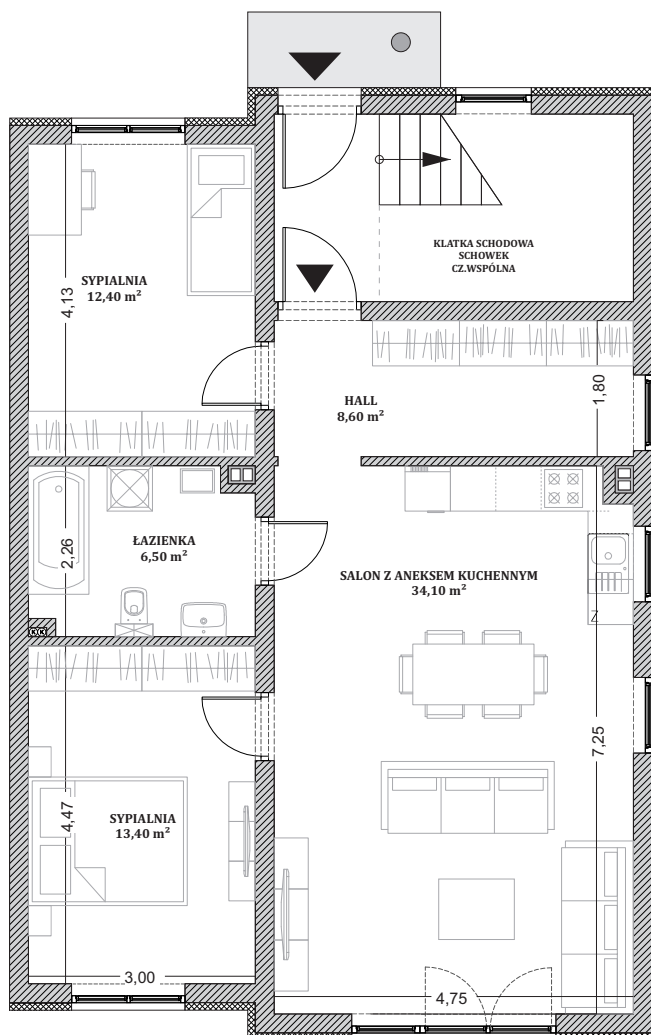 KLATKA SCHODOWA
SCHOWEK
CZ.WSPÓLNA
SYPIALNIA
12,40 m²
4,13
HALL
8,60 m²
1,80
ŁAZIENKA
6,50 m²
2,26
SALON Z ANEKSEM KUCHENNYM
34,10 m²
Z
7,25
SYPIALNIA
13,40 m²
4,47
3,00
4,75